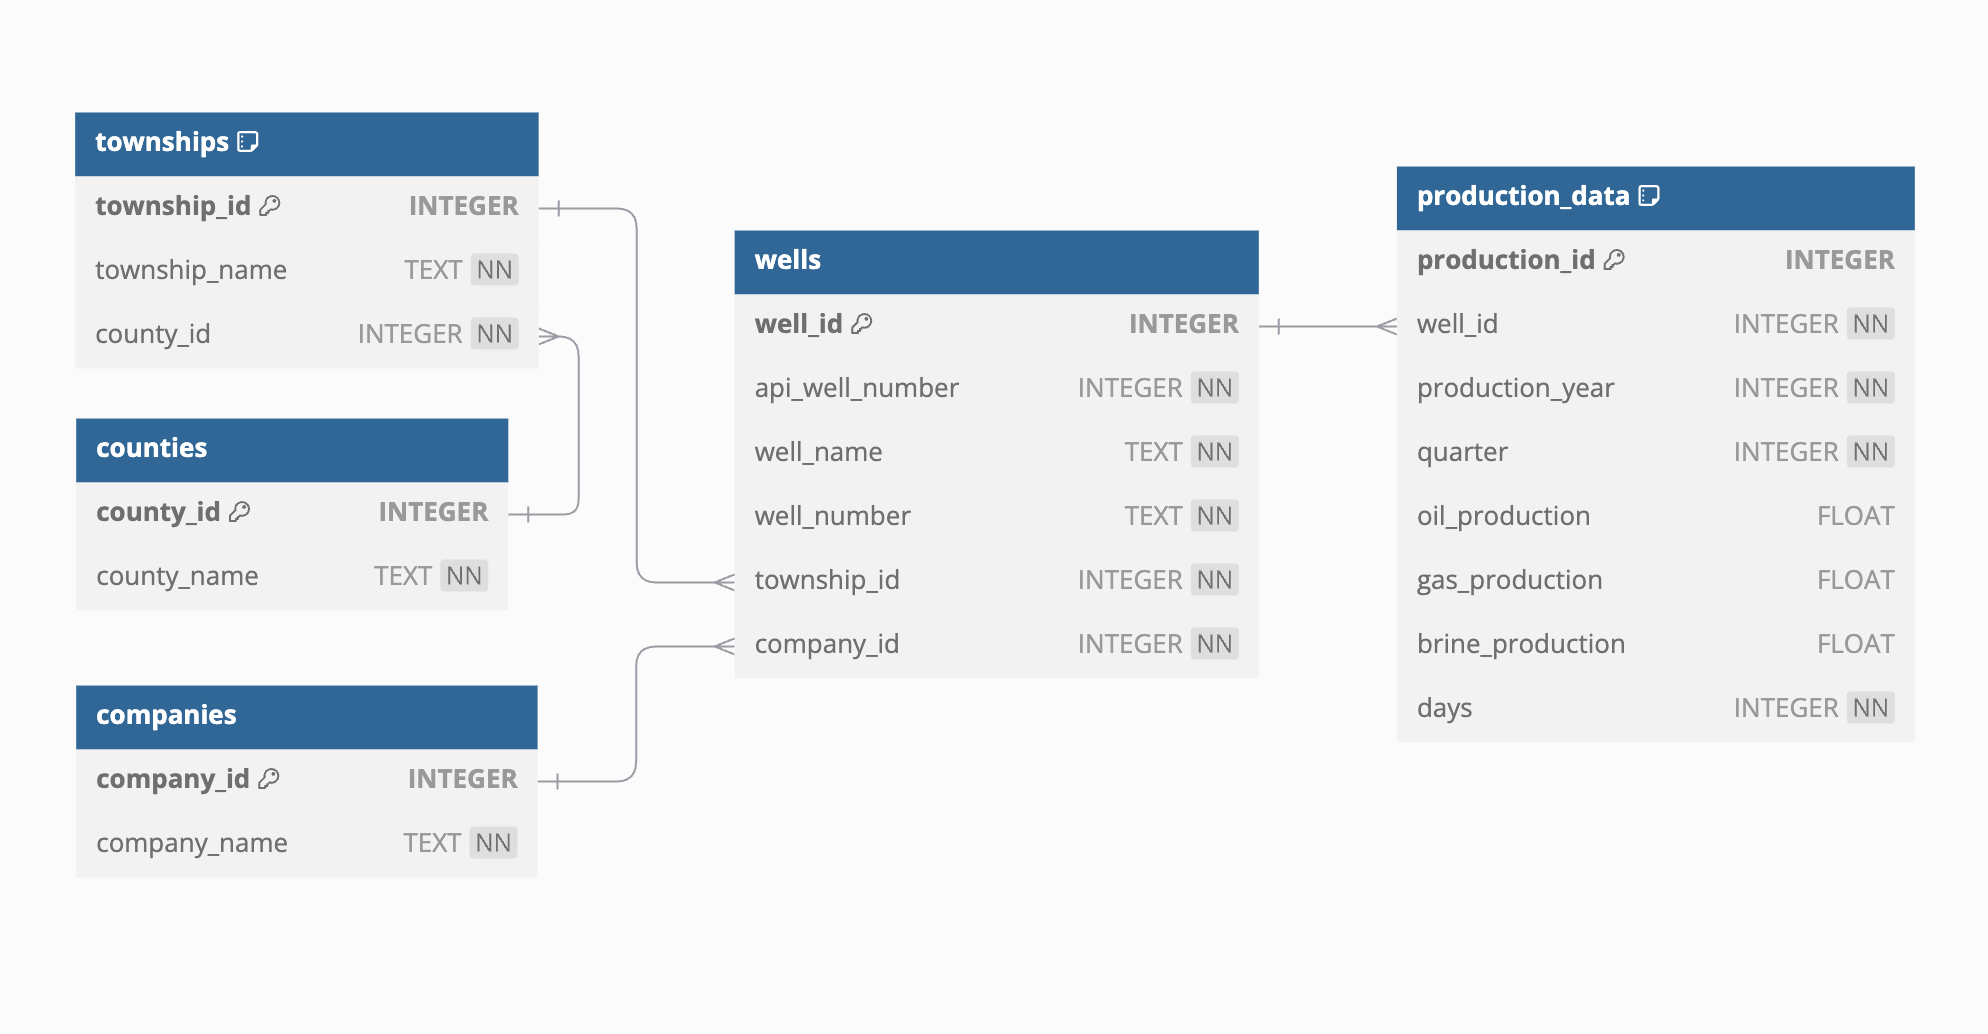 townships
township_id INTEGER
township_name TEXT NN
county_id INTEGER NN
counties
county_id INTEGER
county_name TEXT NN
companies
company_id INTEGER
company_name TEXT NN
wells
well_id INTEGER
api_well_number INTEGER NN
well_name TEXT NN
well_number TEXT NN
township_id INTEGER NN
company_id INTEGER NN
production_data
production_id INTEGER
well_id INTEGER NN
production_year INTEGER NN
quarter INTEGER NN
oil_production FLOAT
gas_production FLOAT
brine_production FLOAT
days INTEGER NN